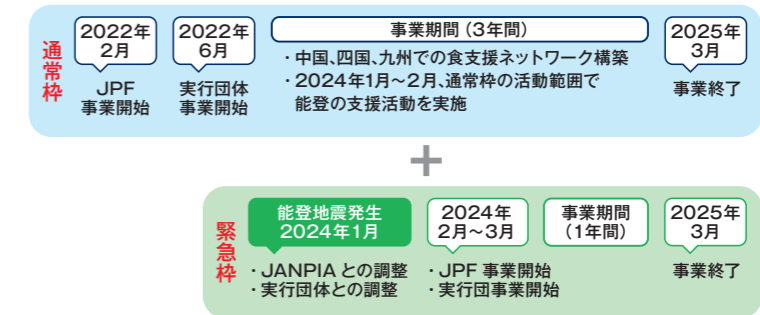 通常枠
2022年
2月
JPF
事業開始
2022年
6月
実行団体
事業開始
事業期間（3年間）
・中国、四国、九州での食支援ネットワーク構築
・2024年1月～2月、通常枠の活動範囲で
能登の支援活動を実施
2025年
3月
事業終了
+
緊急枠
能登地震発生
2024年1月
・JANPIA との調整
・実行団体との調整
2024年
2月～3月
・JPF 事業開始
・実行団事業開始
事業期間
（1年間）
2025年
3月
事業終了